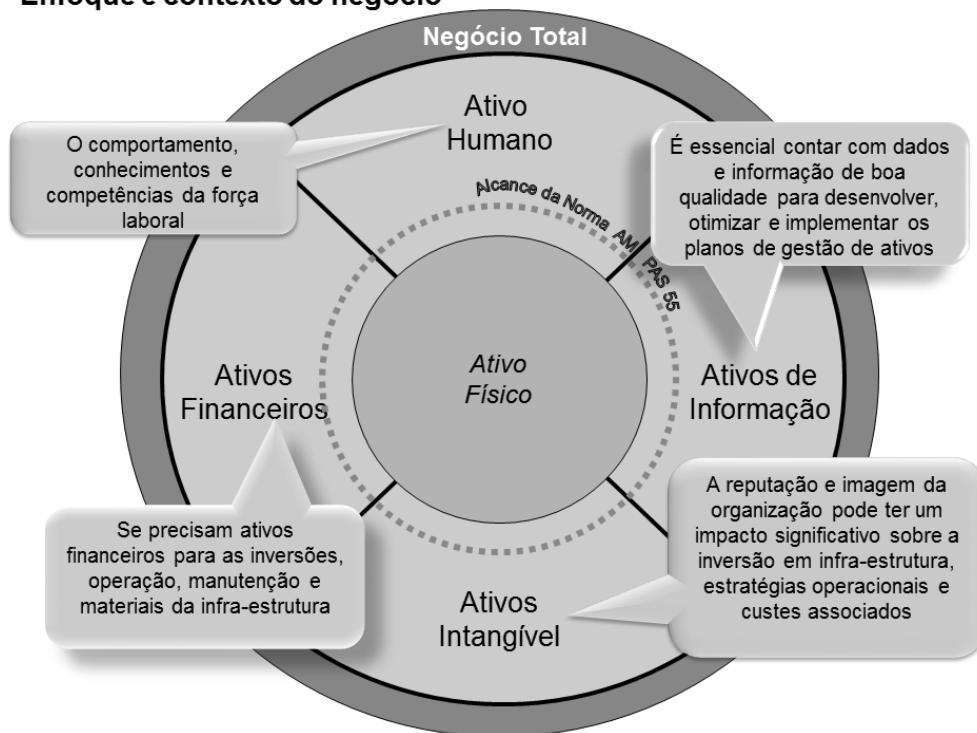 Enfoque e contexto do negócio
Negócio Total
Ativo
Humano
O comportamento,
conhecimentos e
competências da força
laboral
É essencial contar com dados
e informação de boa
qualidade para desenvolver,
otimizar e implementar os
planos de gestão de ativos
Alcance da Norma AM PAS 55
Ativo
Físico
Ativos
Financeiros
Ativos de
Informação
Se precisam ativos
financeiros para as inversões,
operação, manutenção e
materiais da infra-estrutura
A reputação e imagem da
organização pode ter um
impacto significativo sobre a
inversão em infra-estrutura,
estratégias operacionais e
custes associados
Ativos
Intangível